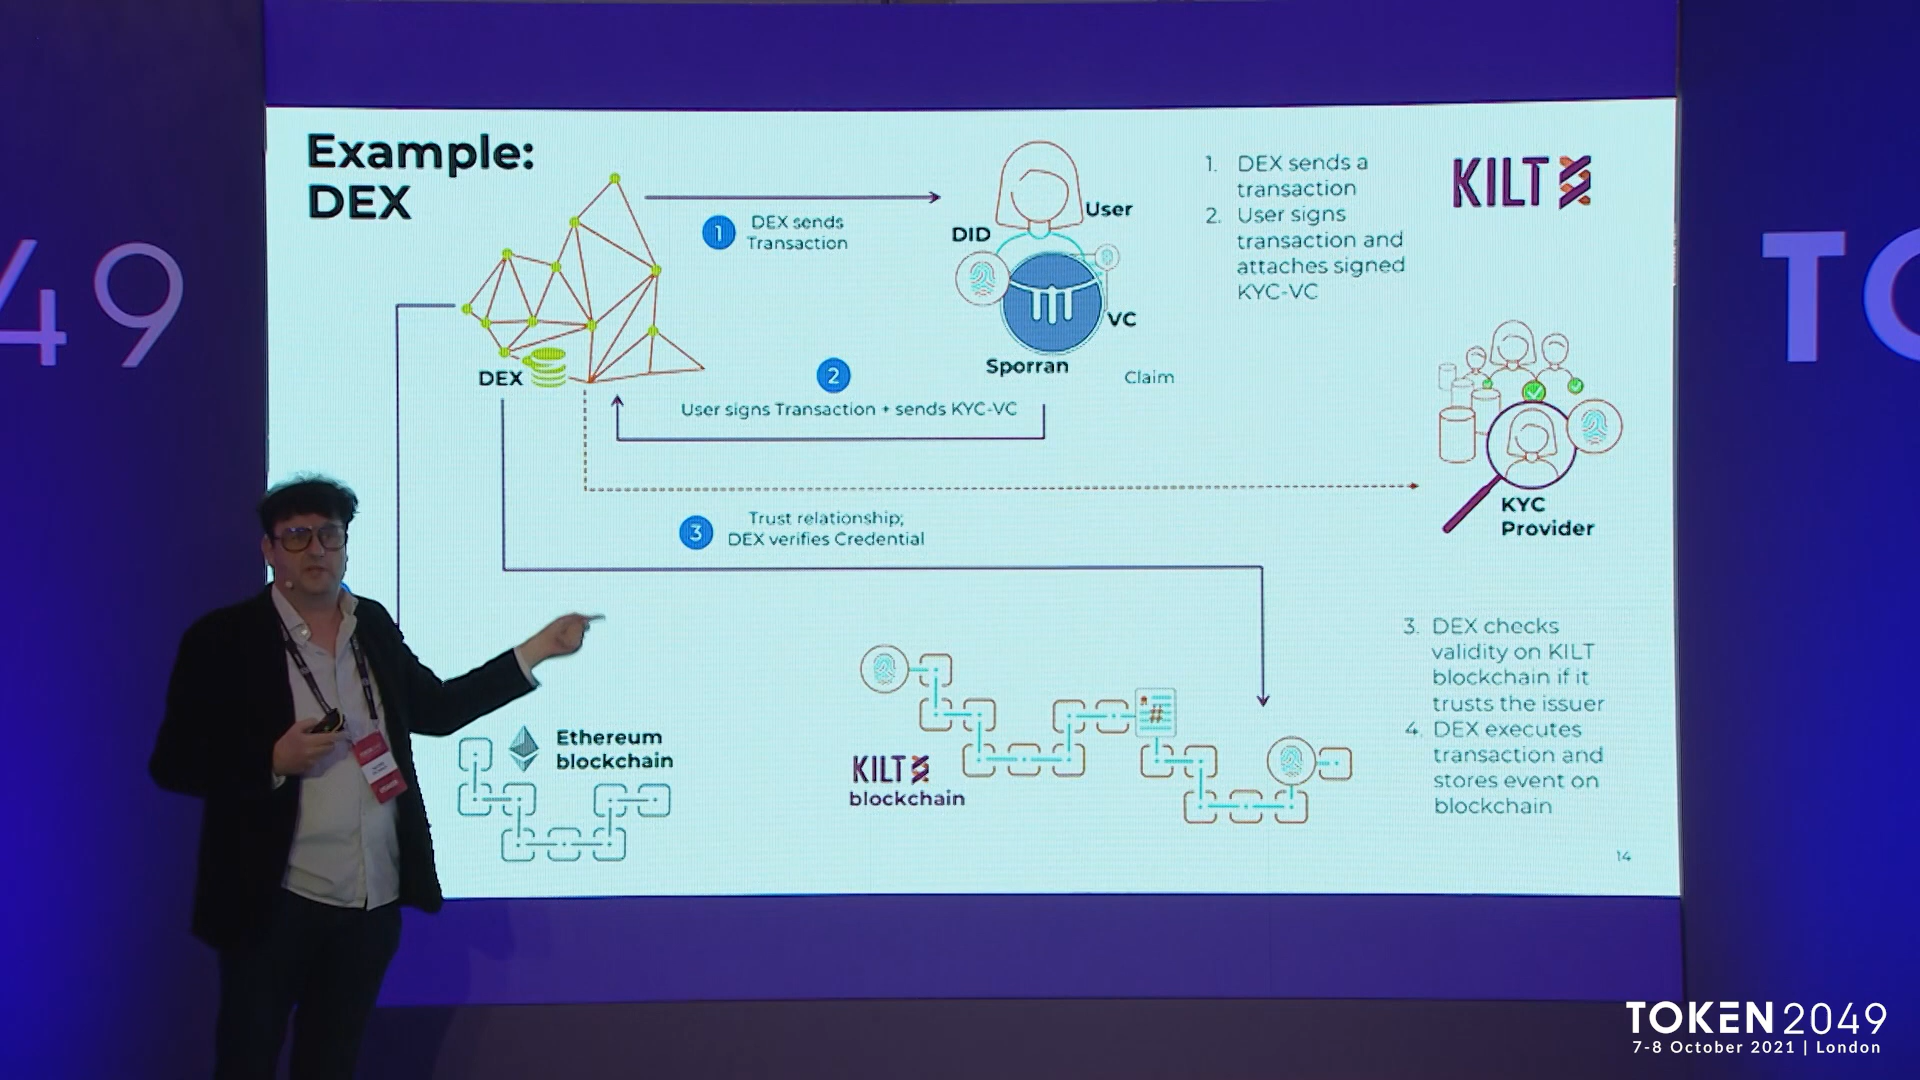 Example:
DEX
1
DEX sends
Transaction
DID
User
VC
Sporran
Claim
DEX
2
User signs Transaction + sends KYC-VC
1. DEX sends a
transaction
2. User signs
transaction and
attaches signed
KYC-VC
KILT
KYC
Provider
3
Trust relationship;
DEX verifies Credential
3. DEX checks
validity on KILT
blockchain if it
trusts the issuer
4. DEX executes
transaction and
stores event on
blockchain
Ethereum
blockchain
#
KILT
blockchain
14
49
TO
TOKEN2049
7-8 October 2021 | London